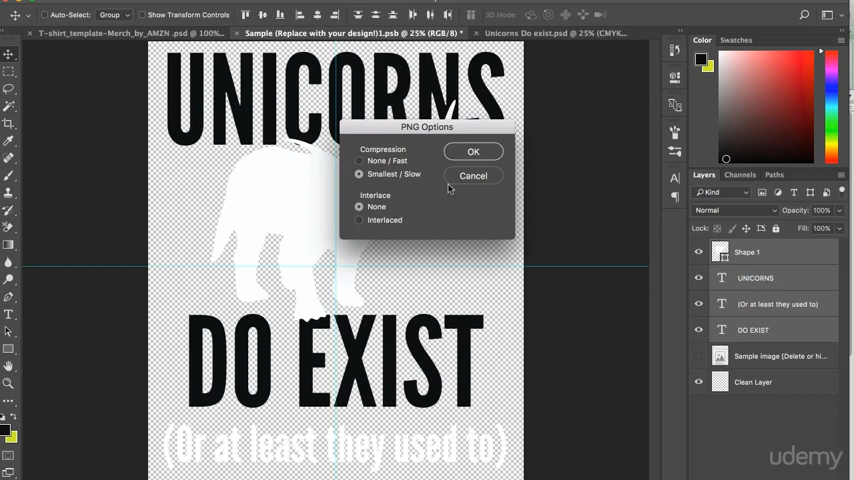 Auto-Select: Group Show Transform Controls 3D Mode:
T-shirt_template-Merch_by_AMZN .psd @ 100%... Sample (Replace with your design!)1.psb @ 25% (RGB/8) * Unicorns Do exist.psd @ 25% (CMYK...
Color Swatches
UNICORNS
PNG Options
Compression
None / Fast
Smallest / Slow
Interlace
None
Interlaced
OK
Cancel
DO EXIST
(Or at least they used to)
Layers Channels Paths
Kind
Normal Opacity: 100%
Lock: Fill: 100%
Shape 1
T UNICORNS
T (Or at least they used to)
T DO EXIST
Sample image [Delete or hi...
Clean Layer
udemy